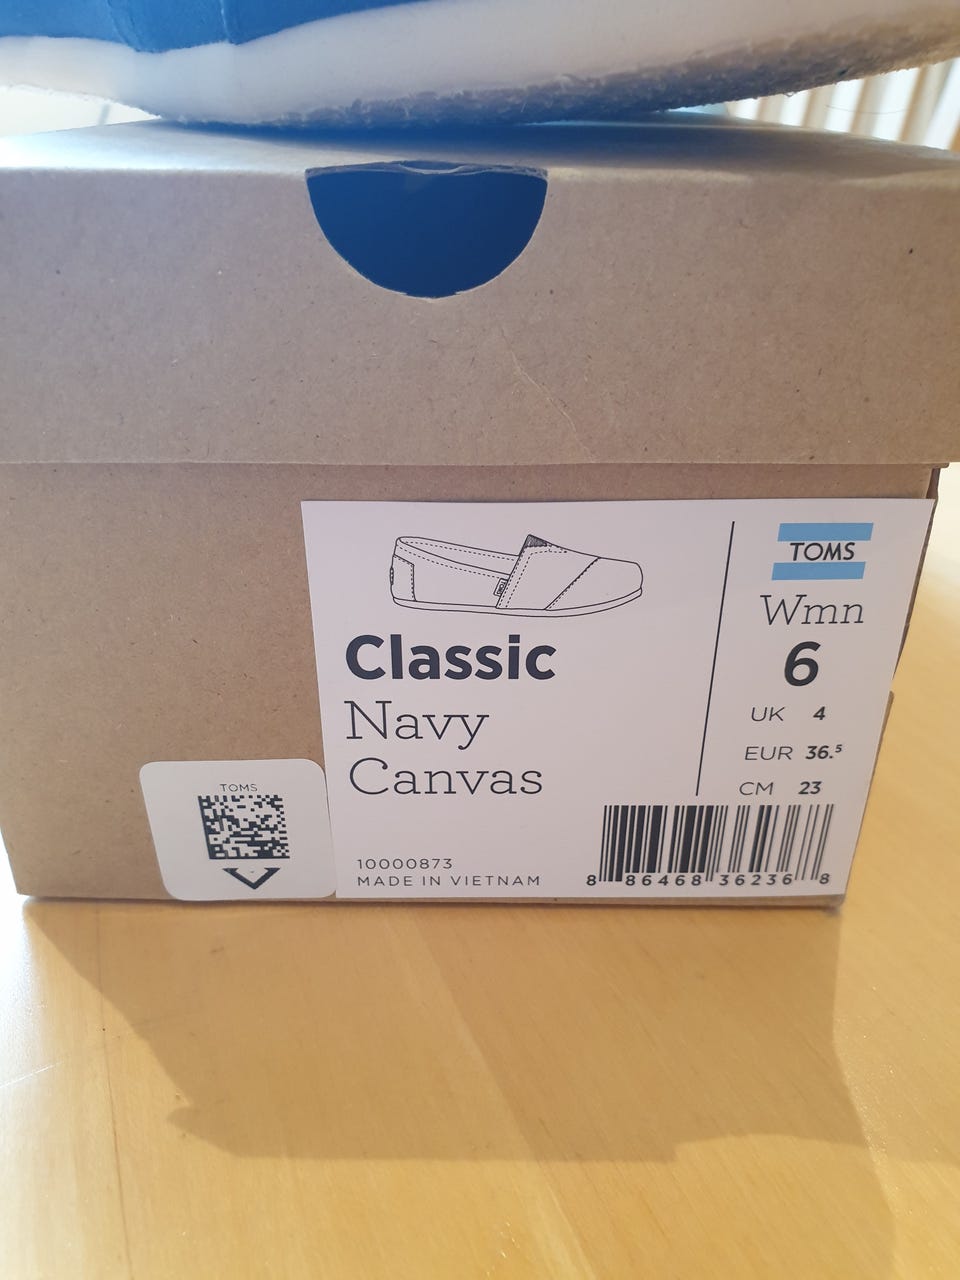 TOMS
Classic
Navy
Canvas
10000873
MADE IN VIETNAM
TOMS
Wmn
6
UK 4
EUR 36.⁵
CM 23
8 86468 36236 8